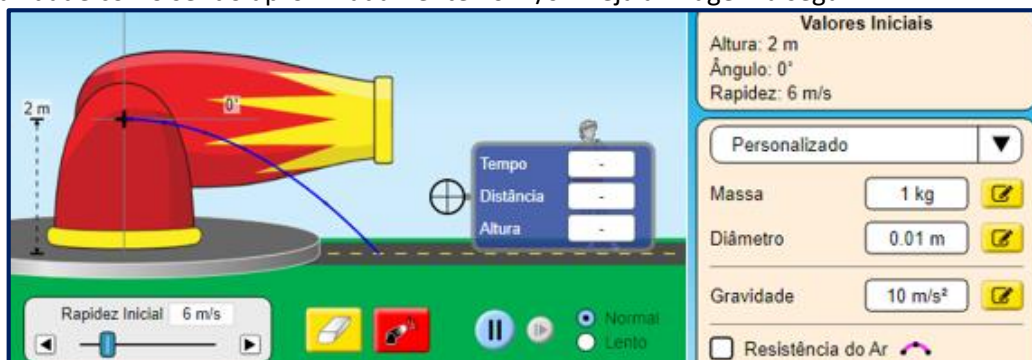 Valores Iniciais
Altura: 2 m
Ângulo: 0°
Rapidez: 6 m/s
2 m
0°
Tempo
-
Distância
-
Altura
-
Personalizado
Massa 1 kg
Diâmetro 0.01 m
Gravidade 10 m/s²
Resistência do Ar
Rapidez Inicial 6 m/s
Normal
Lento